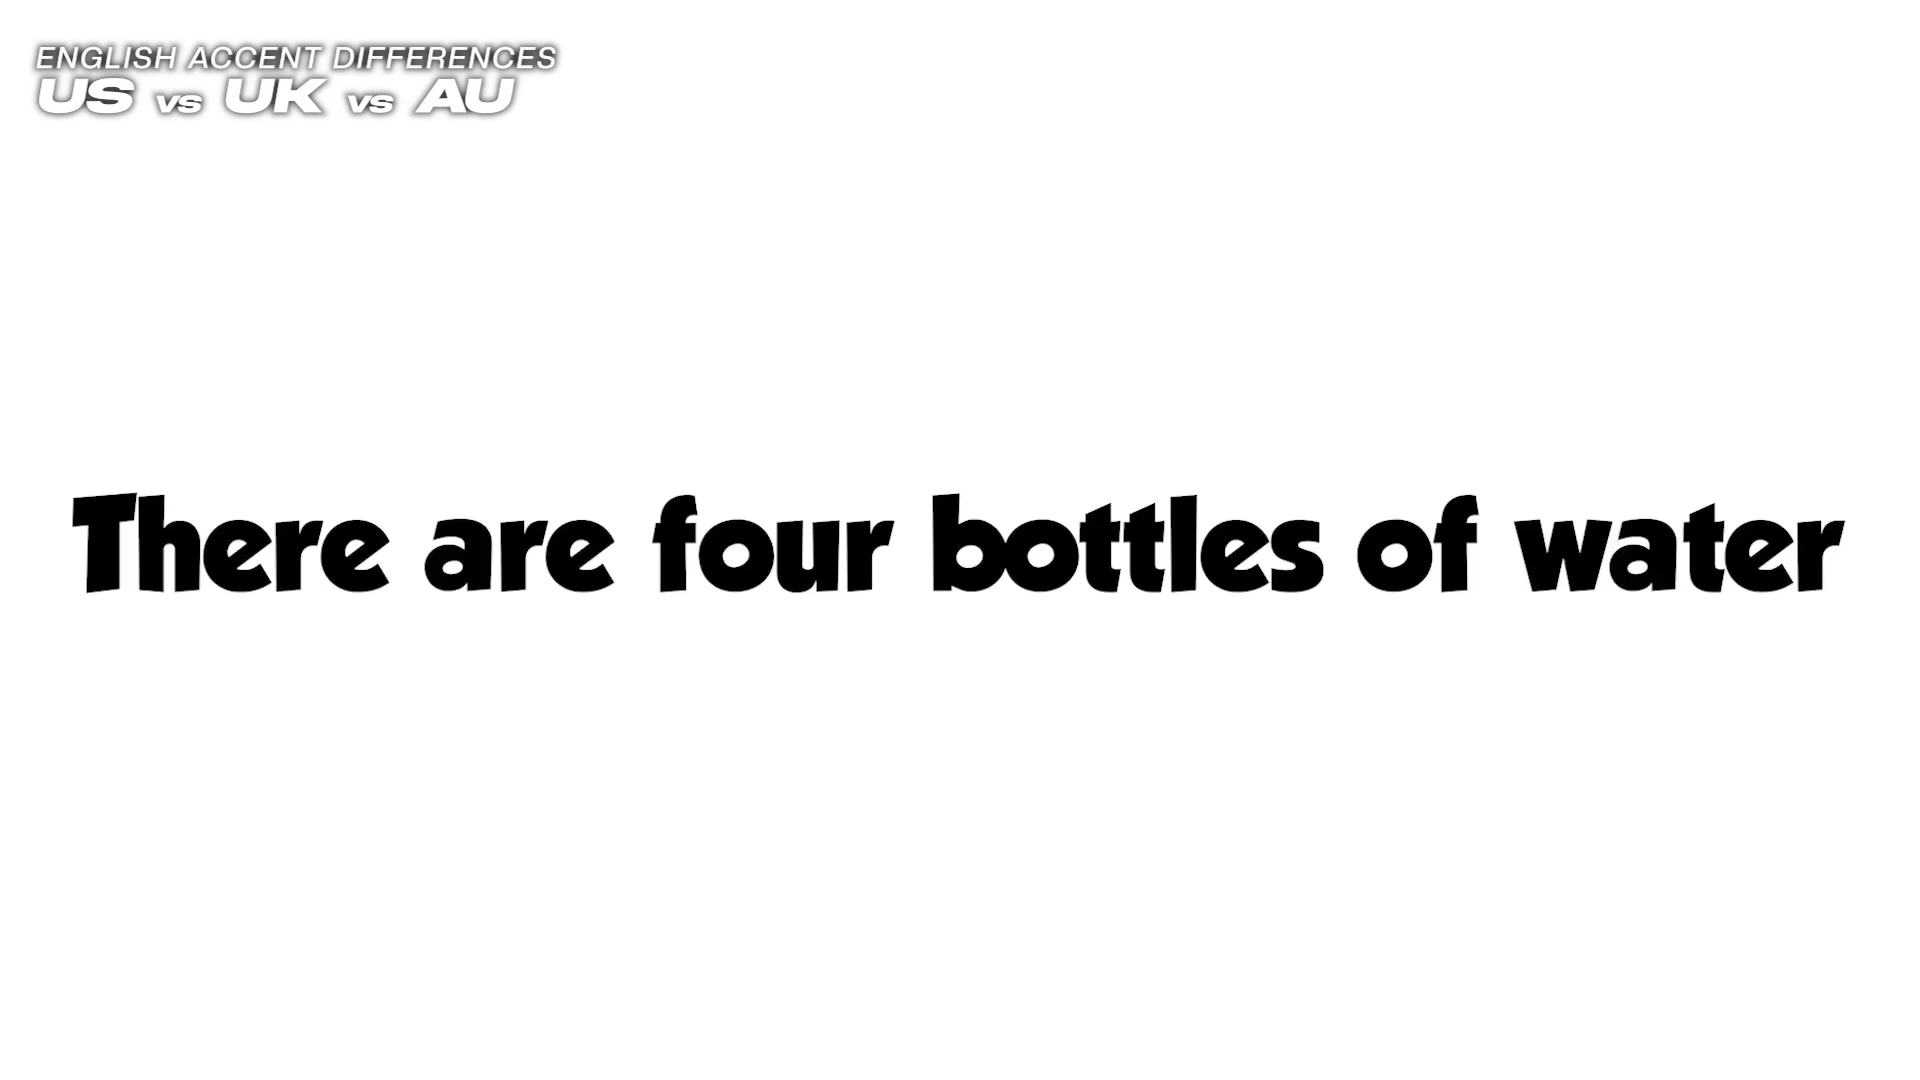 ENGLISH ACCENT DIFFERENCES
US vs UK vs AU
There are four bottles of water